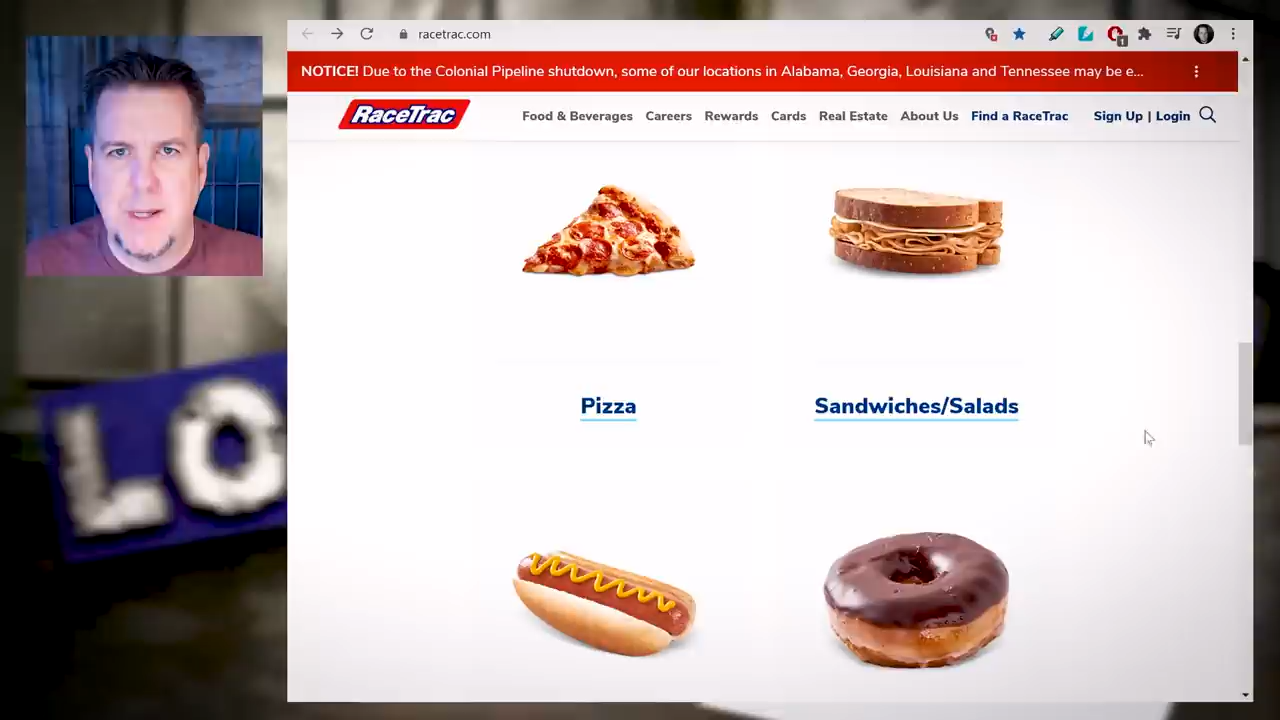 racetrac.com
1
NOTICE! Due to the Colonial Pipeline shutdown, some of our locations in Alabama, Georgia, Louisiana and Tennessee may be e...
RaceTrac
Food & Beverages Careers Rewards Cards Real Estate About Us Find a RaceTrac Sign Up | Login
Pizza Sandwiches/Salads
LO